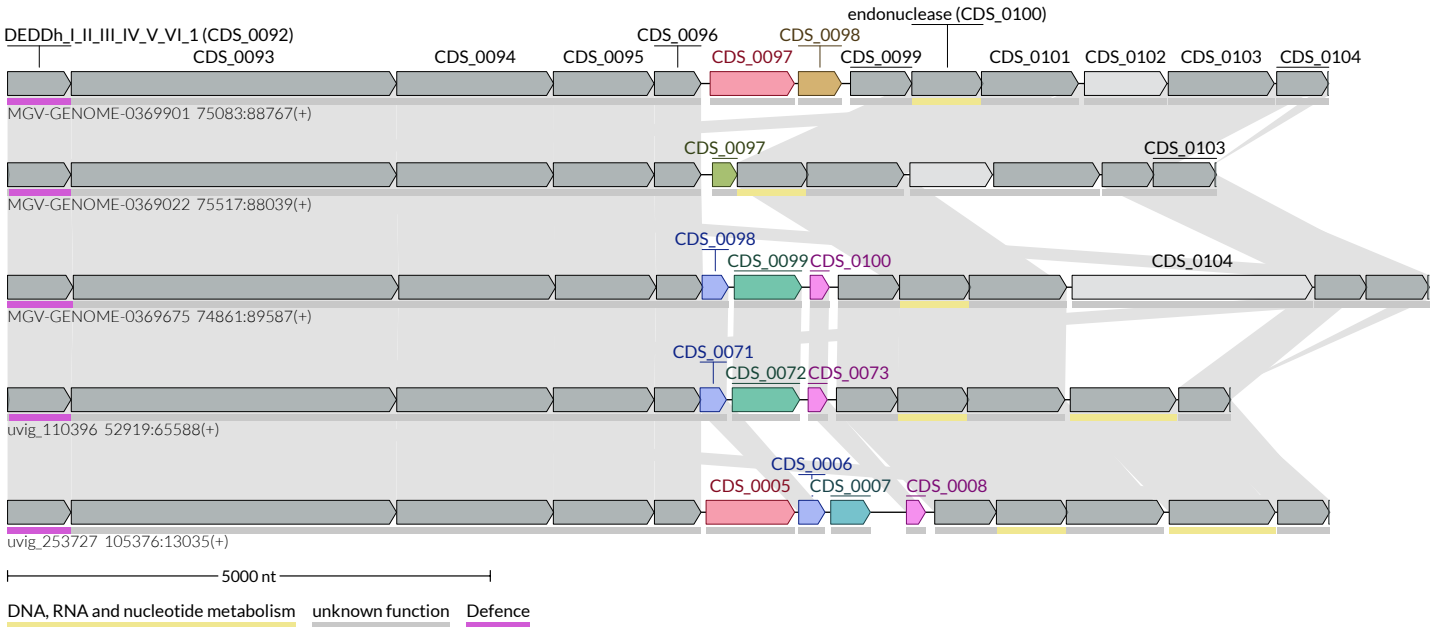 endonuclease (CDS_0100)
DEDDh_I_II_III_IV_V_VI_1 (CDS_0092) CDS_0096 CDS_0098
CDS_0093 CDS_0094 CDS_0095 CDS_0097 CDS_0099 CDS_0101 CDS_0102 CDS_0103 CDS_0104
MGV-GENOME-0369901 75083:88767(+)
CDS_0097 CDS_0103
MGV-GENOME-0369022 75517:88039(+)
CDS_0098
CDS_0099 CDS_0100 CDS_0104
MGV-GENOME-0369675 74861:89587(+)
CDS_0071
CDS_0072 CDS_0073
uvig_110396 52919:65588(+)
CDS_0006
CDS_0005 CDS_0007 CDS_0008
uvig_253727 105376:13035(+)
5000 nt
DNA, RNA and nucleotide metabolism unknown function Defence